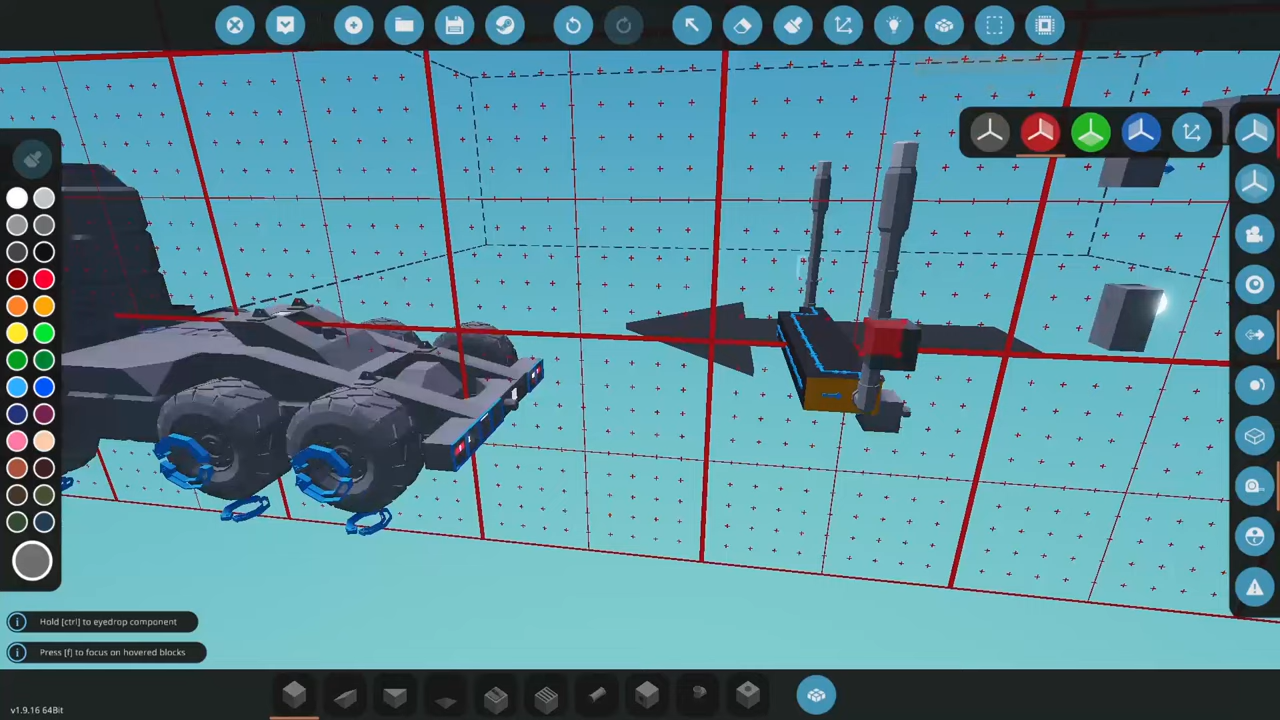 Hold [ctrl] to eyedrop component
Press [f] to focus on hovered blocks
v1.9.16 64Bit